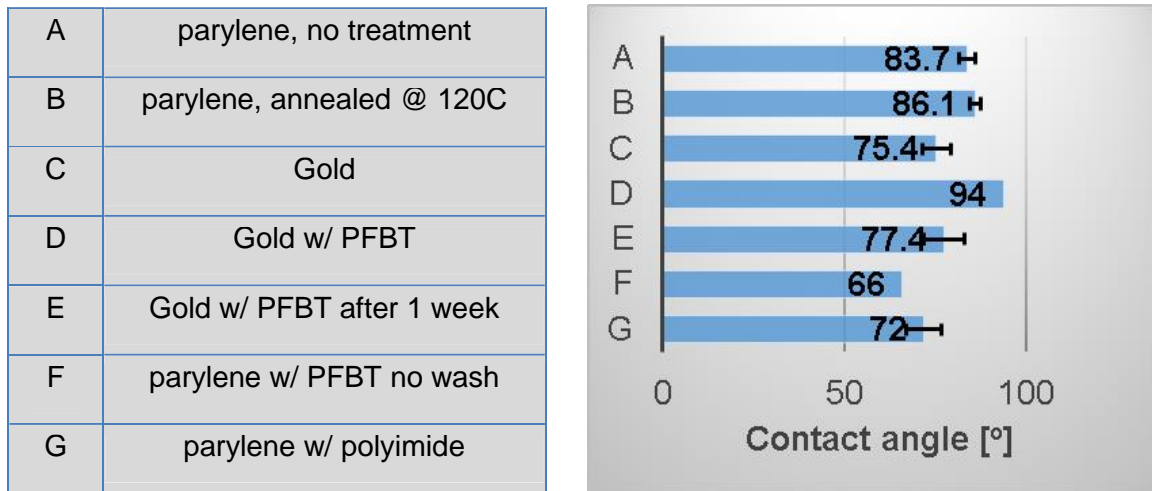 A parylene, no treatment
B parylene, annealed @ 120C
C Gold
D Gold w/ PFBT
E Gold w/ PFBT after 1 week
F parylene w/ PFBT no wash
G parylene w/ polyimide
A 83.7
B 86.1
C 75.4
D 94
E 77.4
F 66
G 72
0 50 100
Contact angle [º]